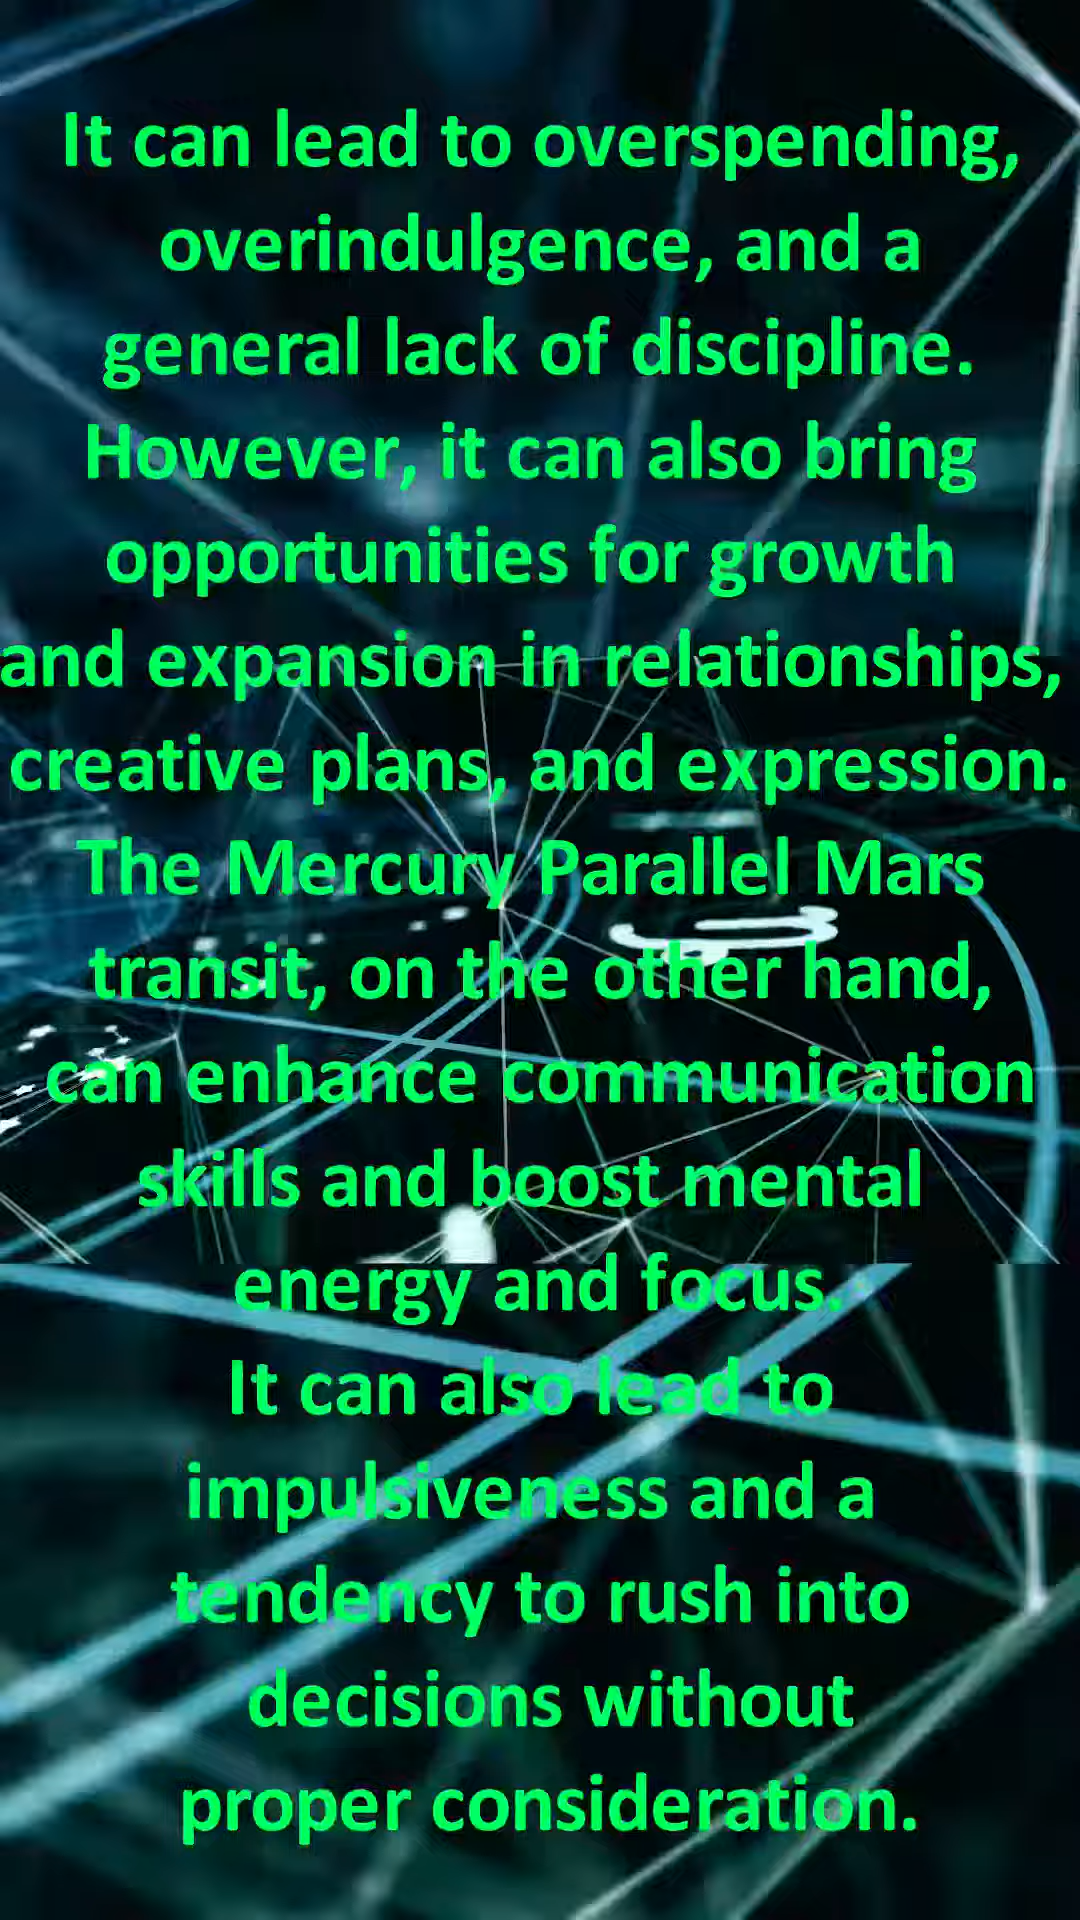 It can lead to overspending,
overindulgence, and a
general lack of discipline.
However, it can also bring
opportunities for growth
and expansion in relationships,
creative plans, and expression.
The Mercury Parallel Mars
transit, on the other hand,
can enhance communication
skills and boost mental
energy and focus.
It can also lead to
impulsiveness and a
tendency to rush into
decisions without
proper consideration.